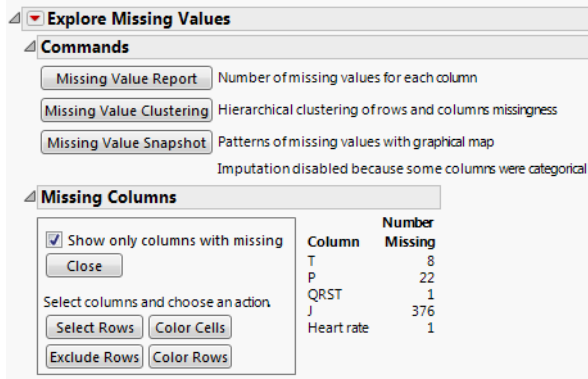 Explore Missing Values
Commands
Missing Value Report Number of missing values for each column
Missing Value Clustering Hierarchical clustering of rows and columns missingness
Missing Value Snapshot Patterns of missing values with graphical map
Imputation disabled because some columns were categorical
Missing Columns
Show only columns with missing
Close
Select columns and choose an action.
Select Rows Color Cells
Exclude Rows Color Rows
Column Number Missing
T 8
P 22
QRST 1
J 376
Heart rate 1